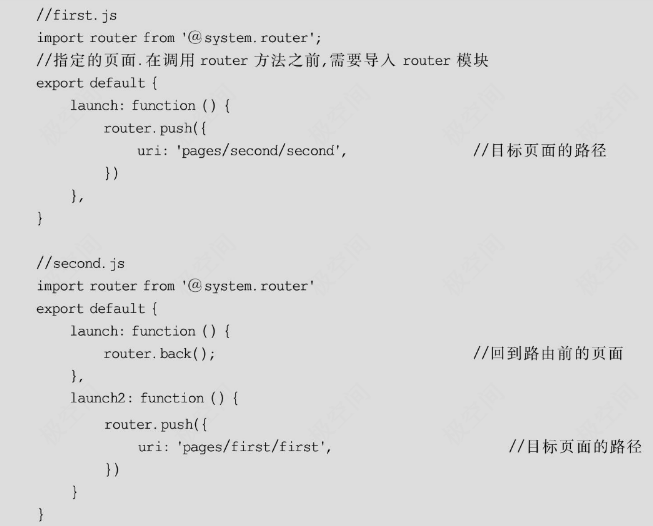 //first.js
import router from '@system.router';
//指定的页面.在调用 router 方法之前,需要导入 router 模块
export default {
    launch: function () {
        router.push({
            uri: 'pages/second/second',                //目标页面的路径
        })
    },
}
//second.js
import router from '@system.router'
export default {
    launch: function () {
        router.back();                //回到路由前的页面
    },
    launch2: function () {
        router.push({
            uri: 'pages/first/first',                //目标页面的路径
        })
    }
}